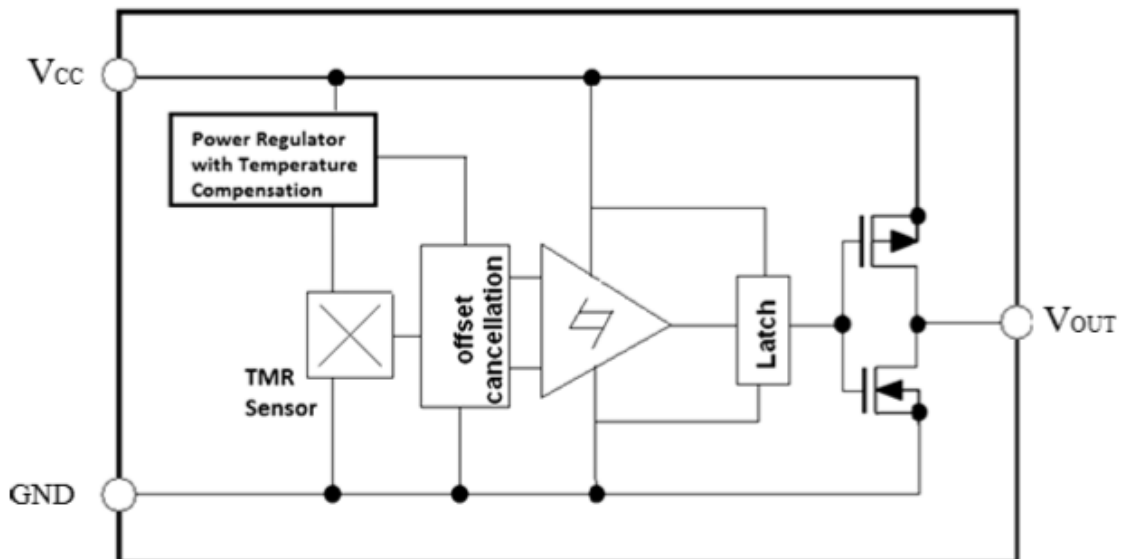 VCC
Power Regulator
with Temperature
Compensation
offset
cancellation
Latch
VOUT
TMR
Sensor
GND